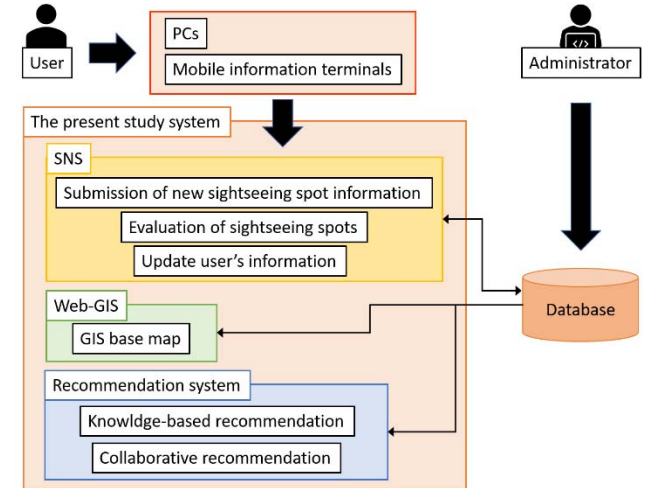 User
PCs
Mobile information terminals
Administrator
The present study system
SNS
Submission of new sightseeing spot information
Evaluation of sightseeing spots
Update user's information
Web-GIS
GIS base map
Database
Recommendation system
Knowldge-based recommendation
Collaborative recommendation